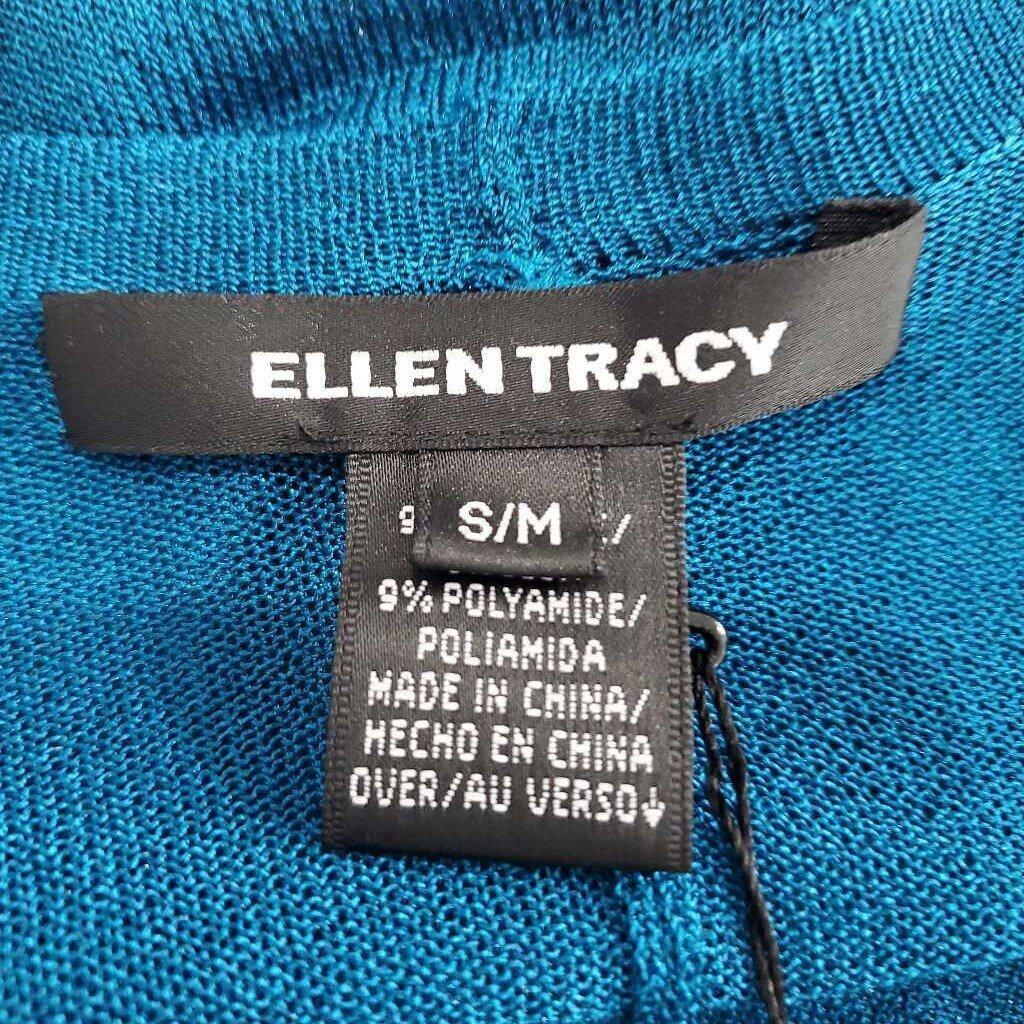 ELLEN TRACY
S/M
9% POLYAMIDE/
POLIAMIDA
MADE IN CHINA/
HECHO EN CHINA
OVER/AU VERSO↓